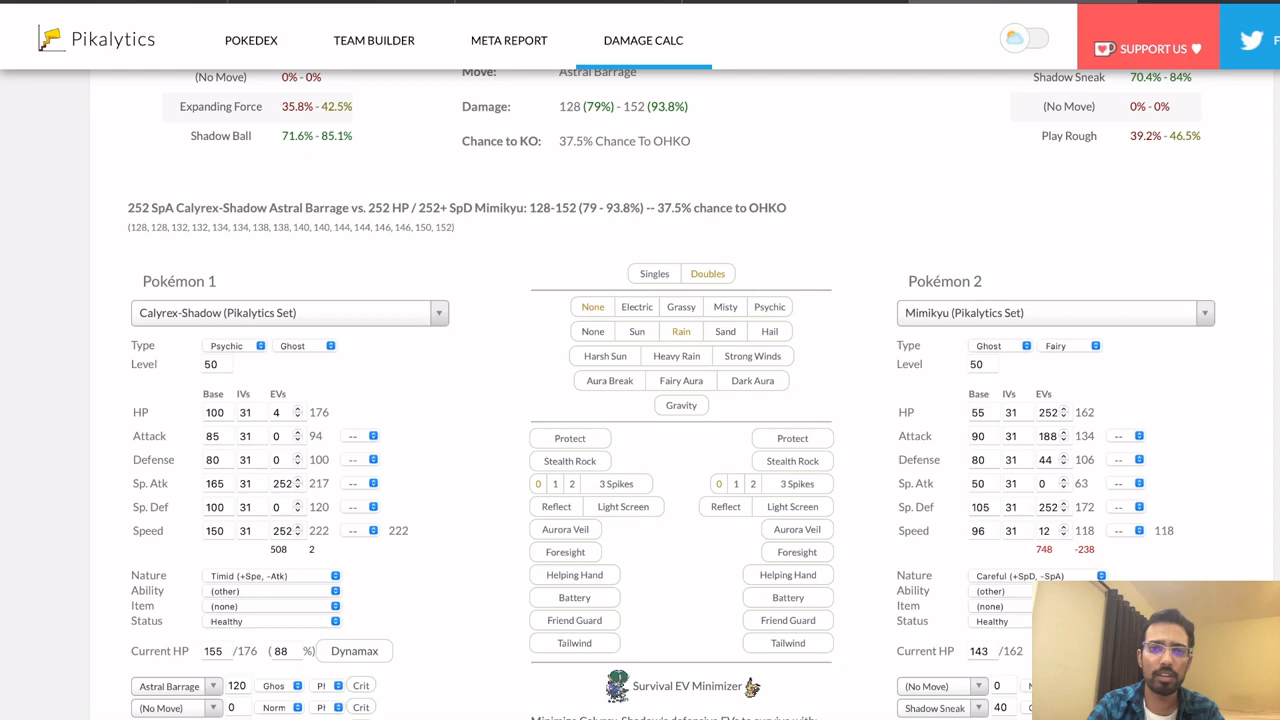 Pikalytics POKEDEX TEAM BUILDER META REPORT DAMAGE CALC SUPPORT US ♥ F
(No Move) 0% - 0% Move: Astral Barrage Shadow Sneak 70.4% - 84%
Expanding Force 35.8% - 42.5% Damage: 128 (79%) - 152 (93.8%) (No Move) 0% - 0%
Shadow Ball 71.6% - 85.1% Chance to KO: 37.5% Chance To OHKO Play Rough 39.2% - 46.5%
252 SpA Calyrex-Shadow Astral Barrage vs. 252 HP / 252+ SpD Mimikyu: 128-152 (79 - 93.8%) -- 37.5% chance to OHKO
(128, 128, 132, 132, 134, 134, 138, 138, 140, 140, 144, 144, 146, 146, 150, 152)
Pokémon 1
Calyrex-Shadow (Pikalytics Set)
Type Psychic Ghost
Level 50
Base IVs EVs
HP 100 31 4 176
Attack 85 31 0 94 --
Defense 80 31 0 100 --
Sp. Atk 165 31 252 217 --
Sp. Def 100 31 0 120 --
Speed 150 31 252 222 -- 222
508 2
Nature Timid (+Spe, -Atk)
Ability (other)
Item (none)
Status Healthy
Current HP 155 /176 ( 88 %) Dynamax
Astral Barrage 120 Ghos Pl Crit
(No Move) 0 Norm Pl Crit
Singles Doubles
None Electric Grassy Misty Psychic
None Sun Rain Sand Hail
Harsh Sun Heavy Rain Strong Winds
Aura Break Fairy Aura Dark Aura
Gravity
Protect Protect
Stealth Rock Stealth Rock
0 1 2 3 Spikes 0 1 2 3 Spikes
Reflect Light Screen Reflect Light Screen
Aurora Veil Aurora Veil
Foresight Foresight
Helping Hand Helping Hand
Battery Battery
Friend Guard Friend Guard
Tailwind Tailwind
Survival EV Minimizer
Minimize Calyrex-Shadow's defensive EVs to survive with:
Pokémon 2
Mimikyu (Pikalytics Set)
Type Ghost Fairy
Level 50
Base IVs EVs
HP 55 31 252 162
Attack 90 31 188 134 --
Defense 80 31 44 106 --
Sp. Atk 50 31 0 63 --
Sp. Def 105 31 252 172 --
Speed 96 31 12 118 -- 118
748 -238
Nature Careful (+SpD, -SpA)
Ability (other)
Item (none)
Status Healthy
Current HP 143 /162
(No Move) 0
Shadow Sneak 40